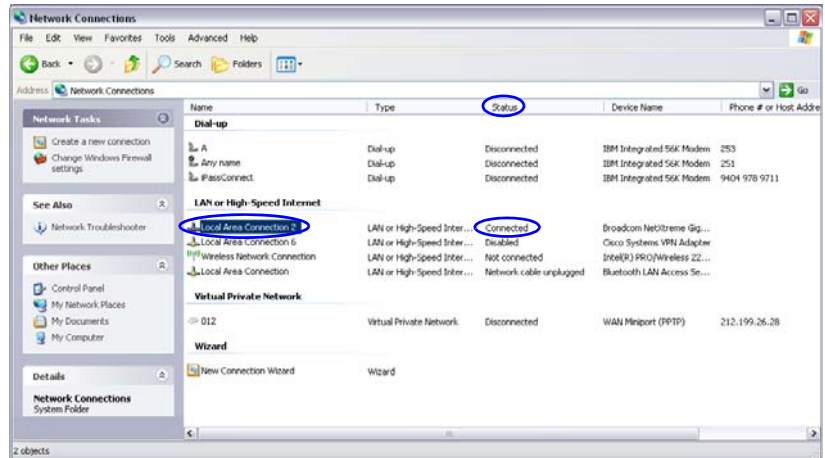 Network Connections
File Edit View Favorites Tools Advanced Help
Back Search Folders
Address Network Connections Go
Network Tasks
Create a new connection
Change Windows Firewall
settings
See Also
Network Troubleshooter
Other Places
Control Panel
My Network Places
My Documents
My Computer
Details
Network Connections
System Folder
Name Type Status Device Name Phone # or Host Addre
Dial-up
A Dial-up Disconnected IBM Integrated 56K Modem 253
Any name Dial-up Disconnected IBM Integrated 56K Modem 251
iPassConnect Dial-up Disconnected IBM Integrated 56K Modem 9404 978 9711
LAN or High-Speed Internet
Local Area Connection 2 LAN or High-Speed Inter... Connected Broadcom NetXtreme Gig...
Local Area Connection 6 LAN or High-Speed Inter... Disabled Cisco Systems VPN Adapter
Wireless Network Connection LAN or High-Speed Inter... Not connected Intel(R) PRO/Wireless 22...
Local Area Connection LAN or High-Speed Inter... Network cable unplugged Bluetooth LAN Access Se...
Virtual Private Network
012 Virtual Private Network Disconnected WAN Miniport (PPTP) 212.199.26.28
Wizard
New Connection Wizard Wizard
2 objects